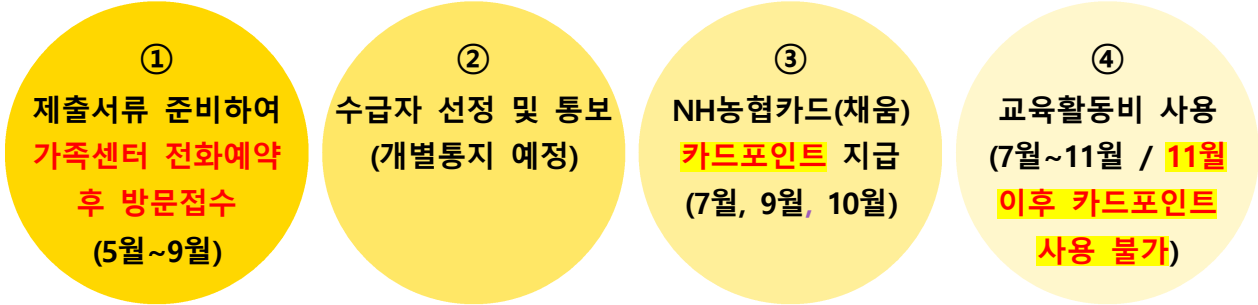 ①
제출서류 준비하여
가족센터 전화예약
후 방문접수
(5월~9월)
②
수급자 선정 및 통보
(개별통지 예정)
③
NH농협카드(채움)
카드포인트 지급
(7월, 9월, 10월)
④
교육활동비 사용
(7월~11월 / 11월
이후 카드포인트
사용 불가)